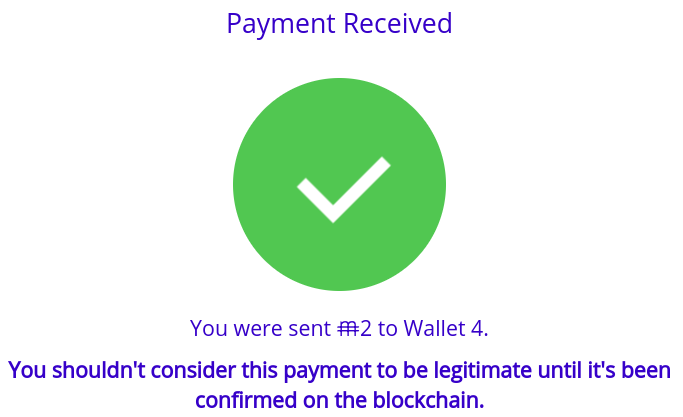 Payment Received
You were sent ᙢ2 to Wallet 4.
You shouldn't consider this payment to be legitimate until it's been
confirmed on the blockchain.